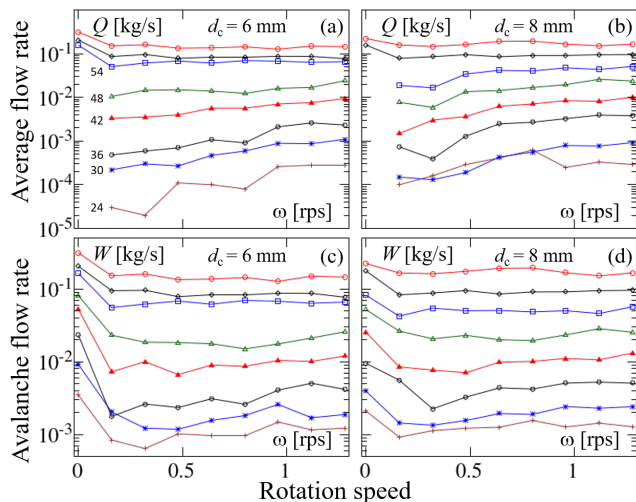 Q [kg/s] d_c = 6 mm (a)
Q [kg/s] d_c = 8 mm (b)
Average flow rate
10^-1
10^-2
10^-3
10^-4
10^-5
54
48
42
36
30
24
ω [rps]
ω [rps]
W [kg/s] d_c = 6 mm (c)
W [kg/s] d_c = 8 mm (d)
Avalanche flow rate
10^-1
10^-2
10^-3
ω [rps]
ω [rps]
0 0.5 1 0 0.5 1
Rotation speed